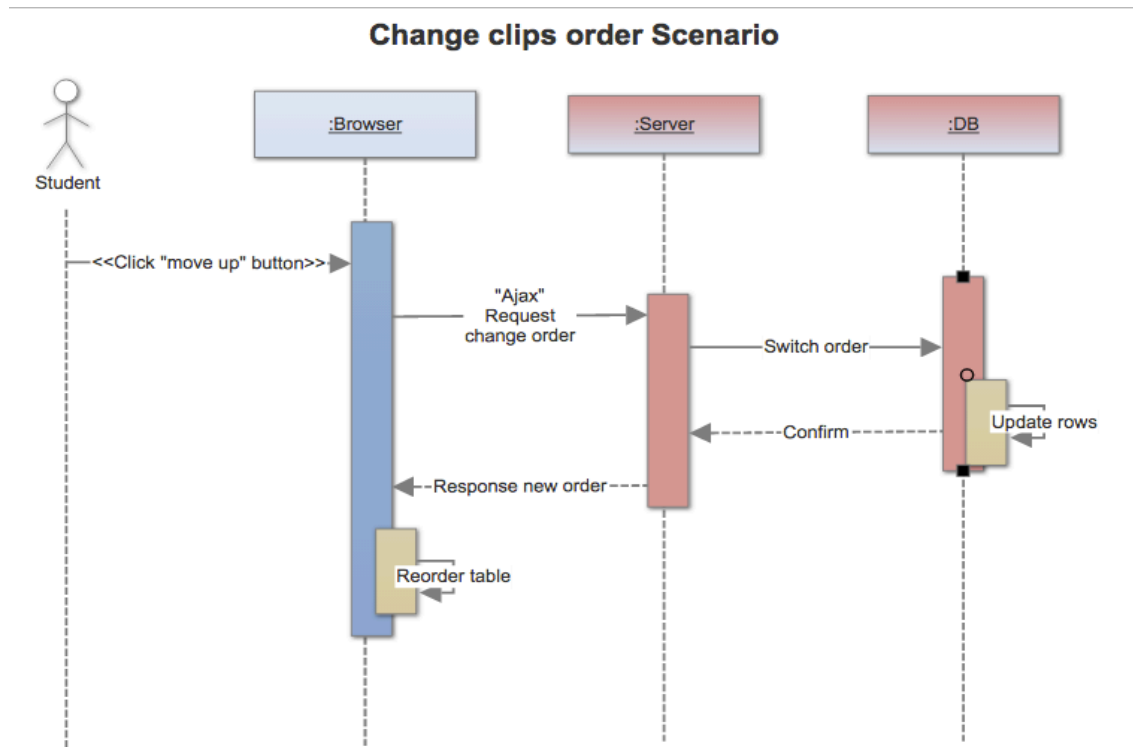 Change clips order Scenario
:Browser
:Server
:DB
Student
<<Click "move up" button>>
"Ajax"
Request
change order
Switch order
Update rows
Confirm
Response new order
Reorder table